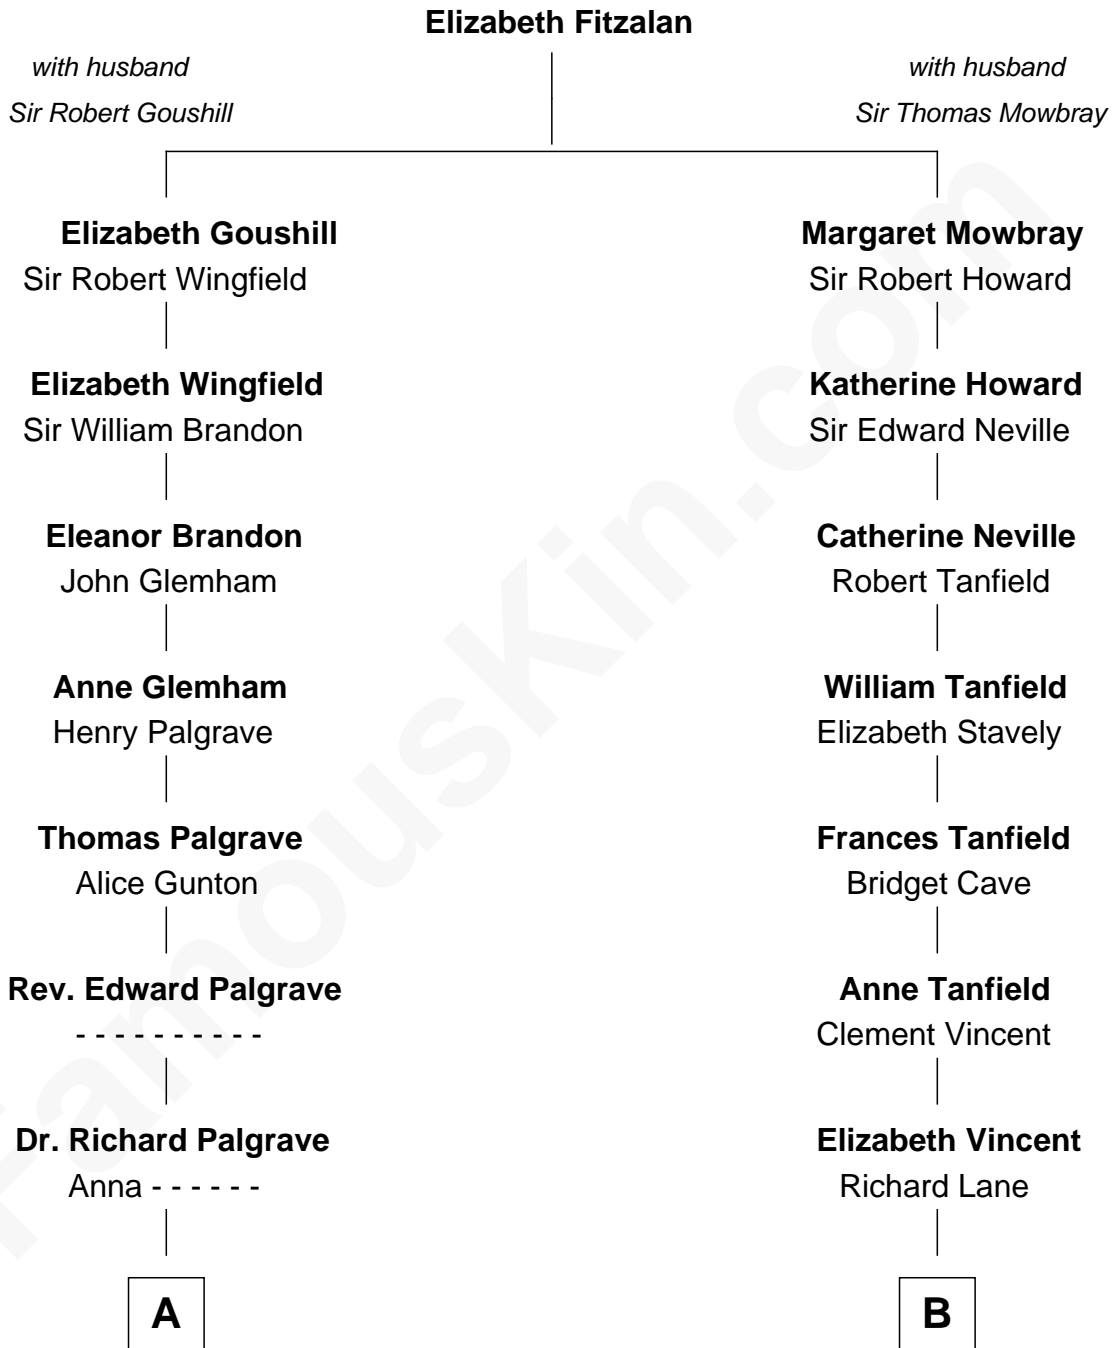 Elizabeth Fitzalan
with husband
Sir Robert Goushill
with husband
Sir Thomas Mowbray
Elizabeth Goushill
Sir Robert Wingfield
Margaret Mowbray
Sir Robert Howard
Elizabeth Wingfield
Sir William Brandon
Katherine Howard
Sir Edward Neville
Eleanor Brandon
John Glemham
Catherine Neville
Robert Tanfield
Anne Glemham
Henry Palgrave
William Tanfield
Elizabeth Stavely
Thomas Palgrave
Alice Gunton
Frances Tanfield
Bridget Cave
Rev. Edward Palgrave
- - - - - - - - - -
Anne Tanfield
Clement Vincent
Dr. Richard Palgrave
Anna - - - - - -
Elizabeth Vincent
Richard Lane
A
B
FamousKin.com